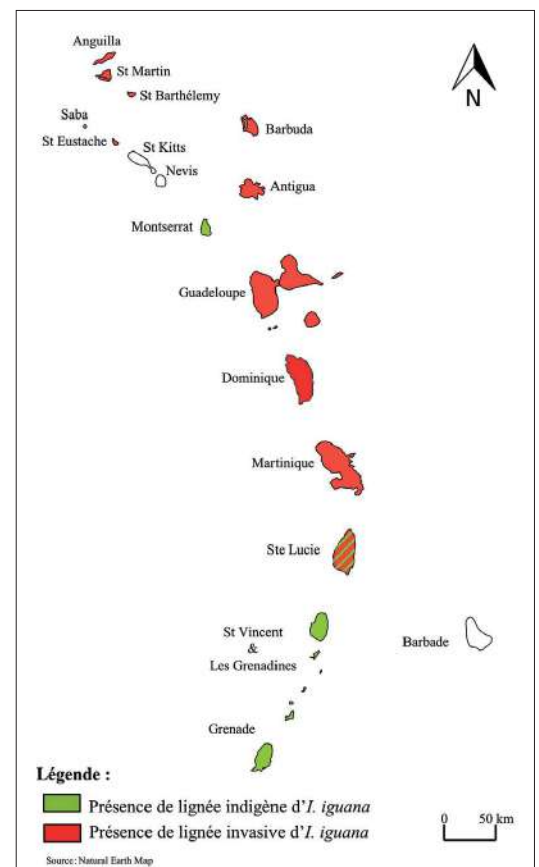 Anguilla
St Martin
St Barthélemy
Saba
St Eustache
St Kitts
Nevis
Barbuda
Antigua
Montserrat
Guadeloupe
Dominique
Martinique
Ste Lucie
St Vincent
&
Les Grenadines
Barbade
Grenade
N
Légende :
Présence de lignée indigène d'I. iguana
Présence de lignée invasive d'I. iguana
0 50 km
Source: Natural Earth Map